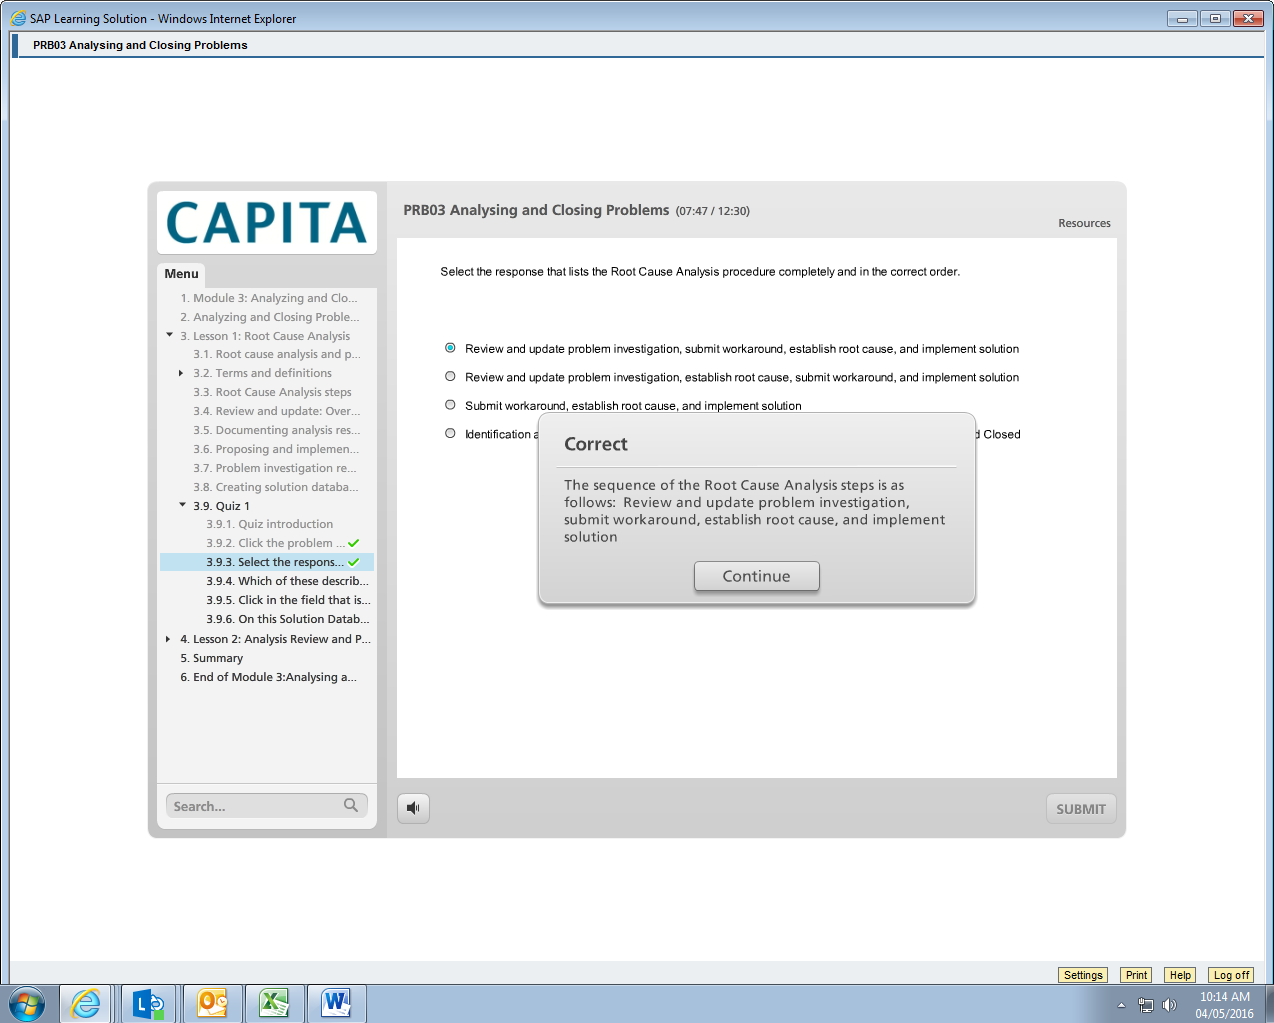 SAP Learning Solution - Windows Internet Explorer
PRB03 Analysing and Closing Problems
CAPITA
PRB03 Analysing and Closing Problems (07:47 / 12:30)
Resources
Menu
1. Module 3: Analyzing and Clo...
2. Analyzing and Closing Proble...
3. Lesson 1: Root Cause Analysis
3.1. Root cause analysis and p...
3.2. Terms and definitions
3.3. Root Cause Analysis steps
3.4. Review and update: Over...
3.5. Documenting analysis res...
3.6. Proposing and implemen...
3.7. Problem investigation re...
3.8. Creating solution databa...
3.9. Quiz 1
3.9.1. Quiz introduction
3.9.2. Click the problem ...
3.9.3. Select the respons...
3.9.4. Which of these describ...
3.9.5. Click in the field that is...
3.9.6. On this Solution Datab...
4. Lesson 2: Analysis Review and P...
5. Summary
6. End of Module 3:Analysing a...
Search...
Select the response that lists the Root Cause Analysis procedure completely and in the correct order.
Review and update problem investigation, submit workaround, establish root cause, and implement solution
Review and update problem investigation, establish root cause, submit workaround, and implement solution
Submit workaround, establish root cause, and implement solution
Identification Closed
Correct
The sequence of the Root Cause Analysis steps is as
follows: Review and update problem investigation,
submit workaround, establish root cause, and implement
solution
Continue
SUBMIT
Settings Print Help Log off
10:14 AM
04/05/2016